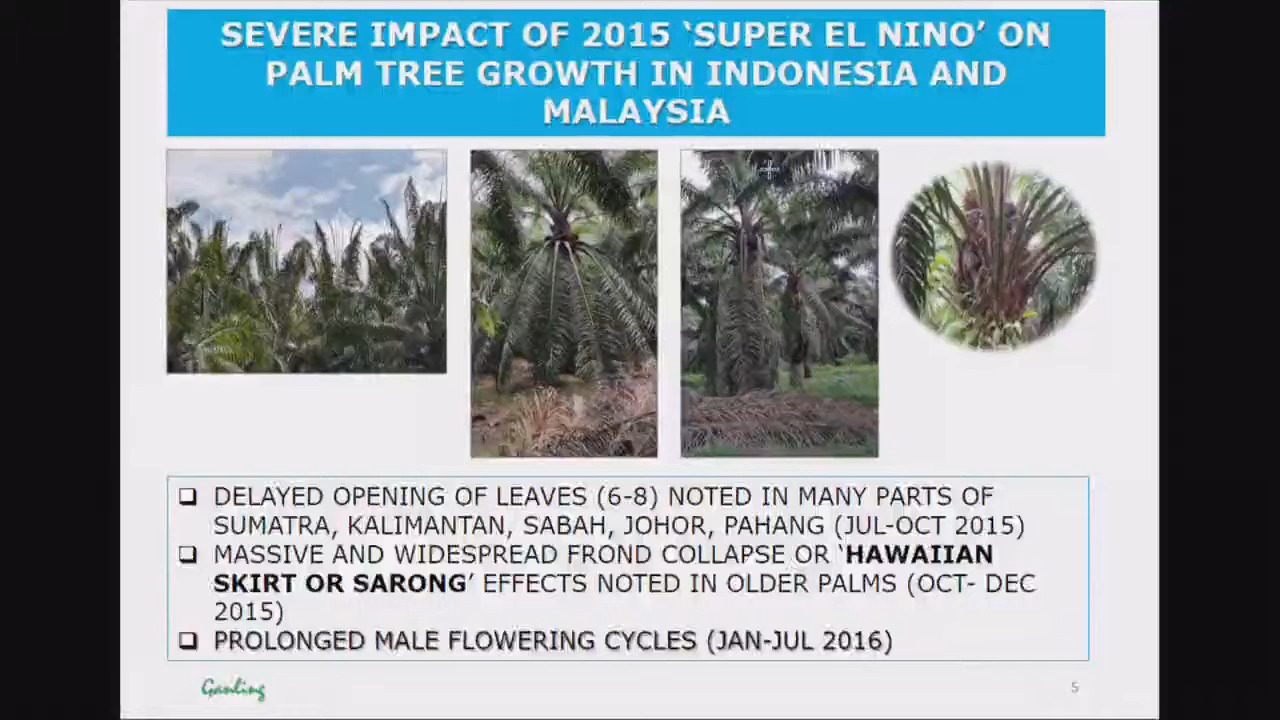 SEVERE IMPACT OF 2015 ‘SUPER EL NINO’ ON
PALM TREE GROWTH IN INDONESIA AND
MALAYSIA
❑ DELAYED OPENING OF LEAVES (6-8) NOTED IN MANY PARTS OF
SUMATRA, KALIMANTAN, SABAH, JOHOR, PAHANG (JUL-OCT 2015)
❑ MASSIVE AND WIDESPREAD FROND COLLAPSE OR ‘HAWAIIAN
SKIRT OR SARONG’ EFFECTS NOTED IN OLDER PALMS (OCT- DEC
2015)
❑ PROLONGED MALE FLOWERING CYCLES (JAN-JUL 2016)
Ganling
5